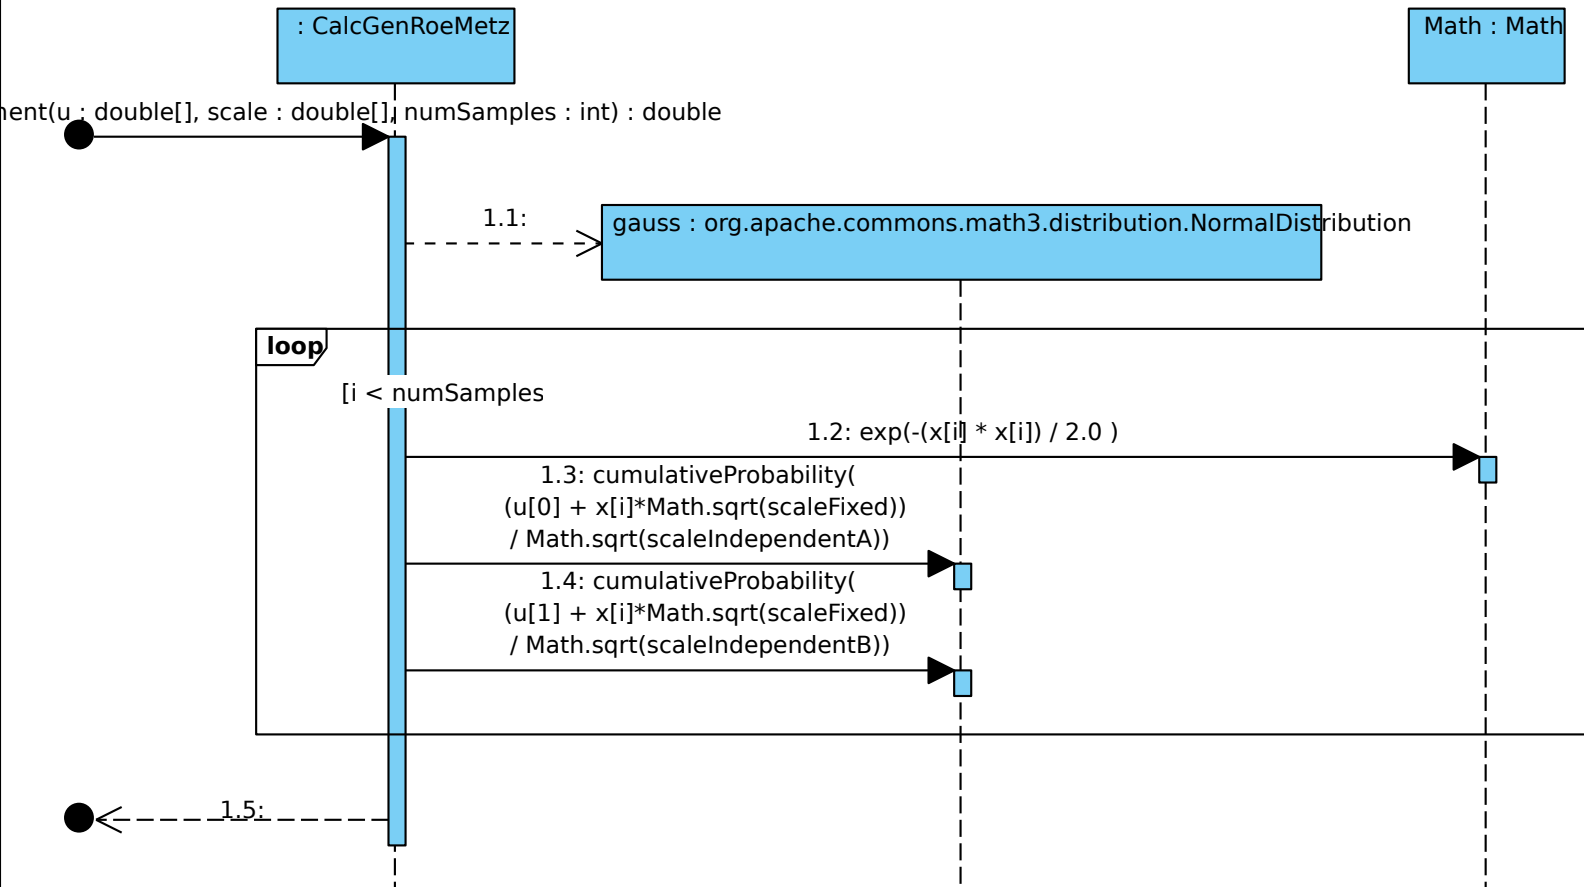 : CalcGenRoeMetz
Math : Math
(u : double[], scale : double[], numSamples : int) : double
1.1:
gauss : org.apache.commons.math3.distribution.NormalDistribution
loop
[i < numSamples
1.2: exp(-(x[i] * x[i]) / 2.0 )
1.3: cumulativeProbability(
(u[0] + x[i]*Math.sqrt(scaleFixed))
/ Math.sqrt(scaleIndependentA))
1.4: cumulativeProbability(
(u[1] + x[i]*Math.sqrt(scaleFixed))
/ Math.sqrt(scaleIndependentB))
1.5: